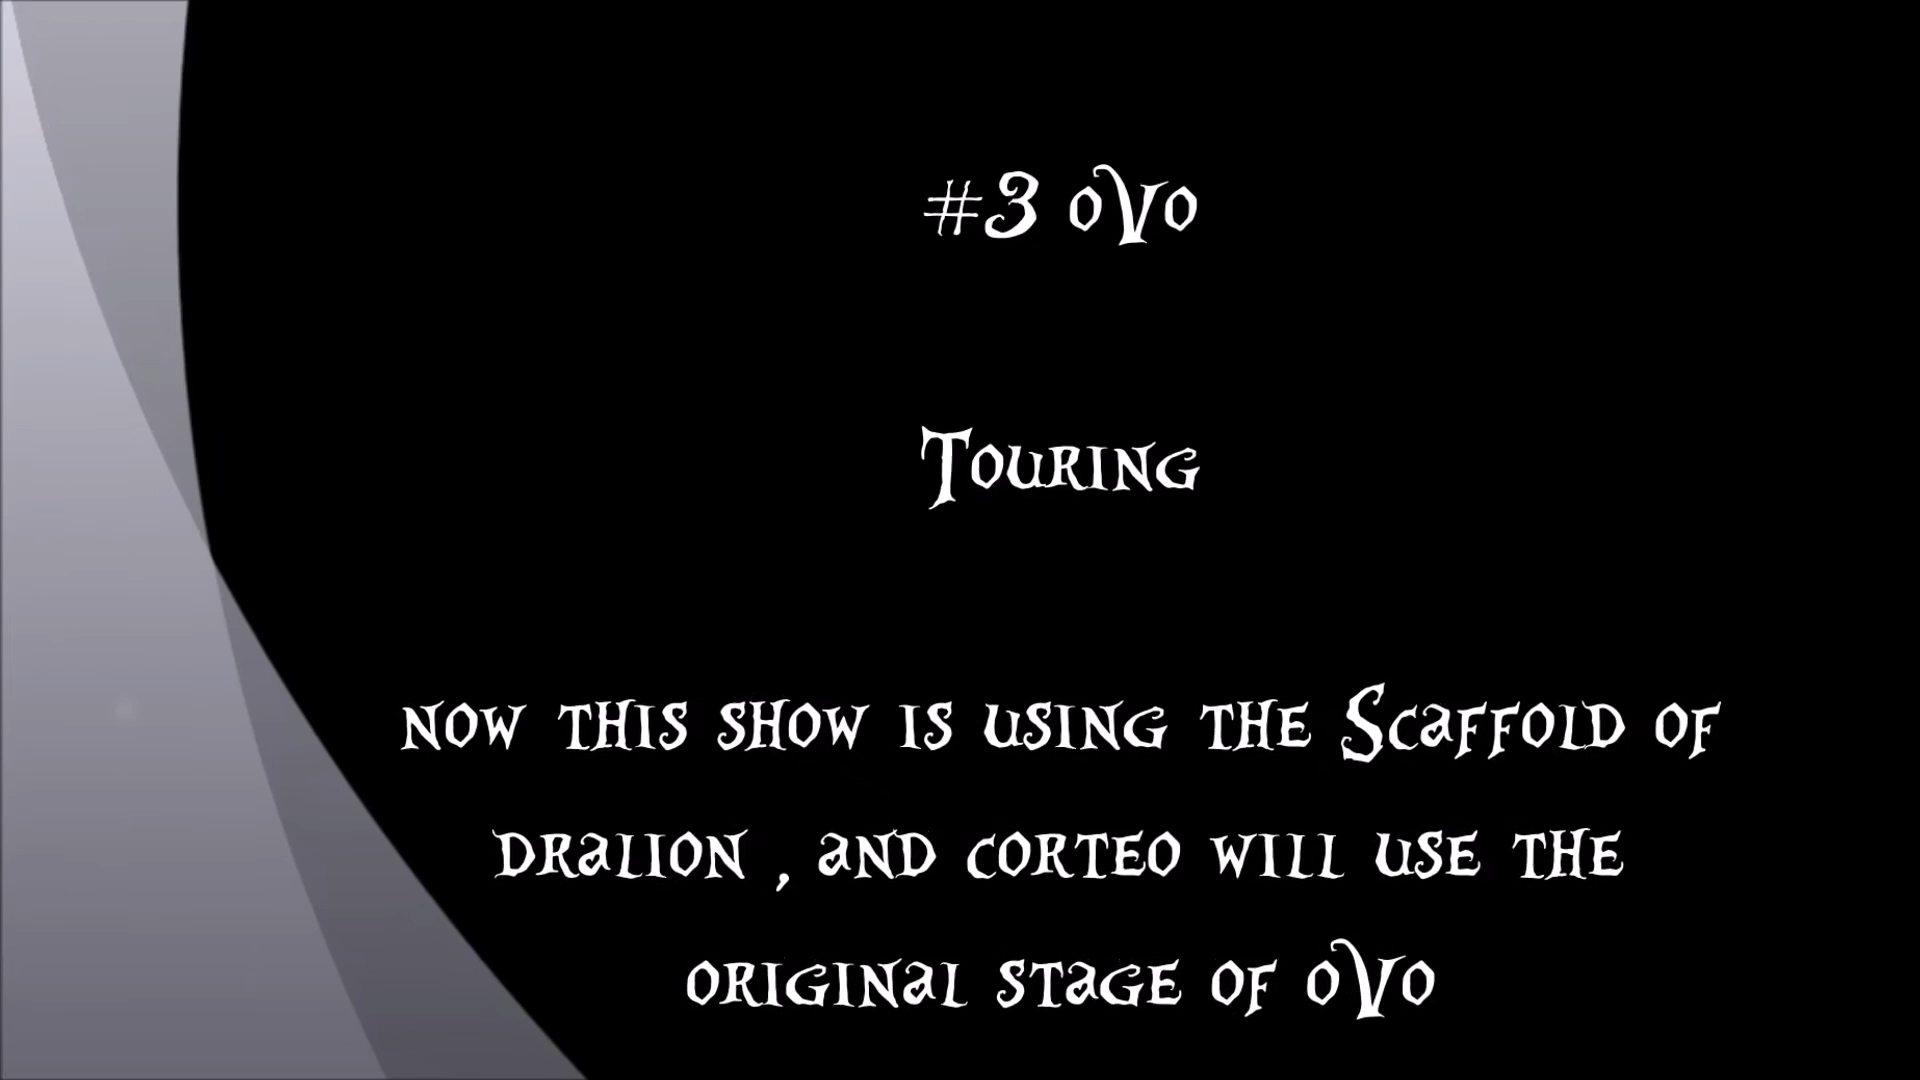 #3 oVo
Touring
now this show is using the Scaffold of
dralion , and corteo will use the
original stage of oVo